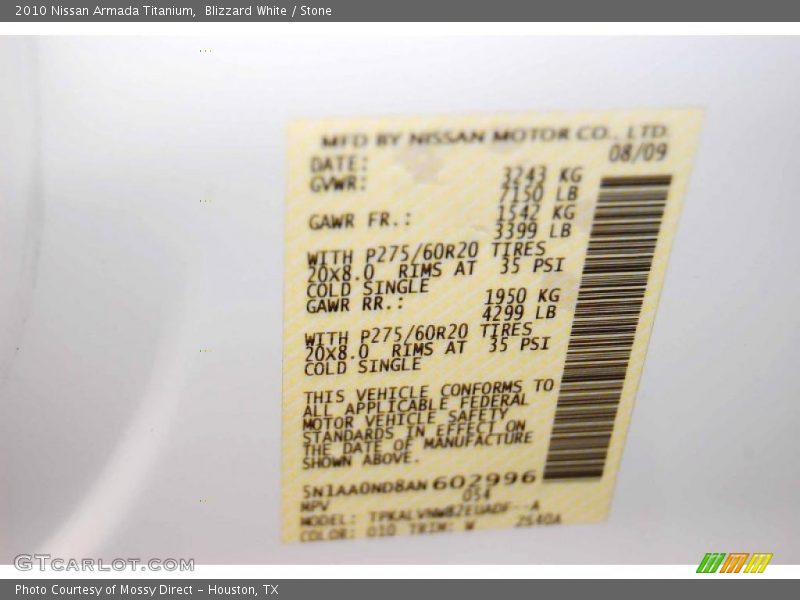 2010 Nissan Armada Titanium,  Blizzard White / Stone
MFD BY NISSAN MOTOR CO., LTD.
DATE: 08/09
GVWR: 3243 KG
7150 LB
GAWR FR.: 1542 KG
3399 LB
WITH P275/60R20 TIRES
20X8.0 RIMS AT 35 PSI
COLD SINGLE
GAWR RR.: 1950 KG
4299 LB
WITH P275/60R20 TIRES
20X8.0 RIMS AT 35 PSI
COLD SINGLE
THIS VEHICLE CONFORMS TO
ALL APPLICABLE FEDERAL
MOTOR VEHICLE SAFETY
STANDARDS IN EFFECT ON
THE DATE OF MANUFACTURE
SHOWN ABOVE.
5N1AA0ND8AN602996
054
MPV
MODEL:
COLOR: 010 TRIM: W 2S40A
GTCARLOT.COM
Photo Courtesy of Mossy Direct – Houston, TX